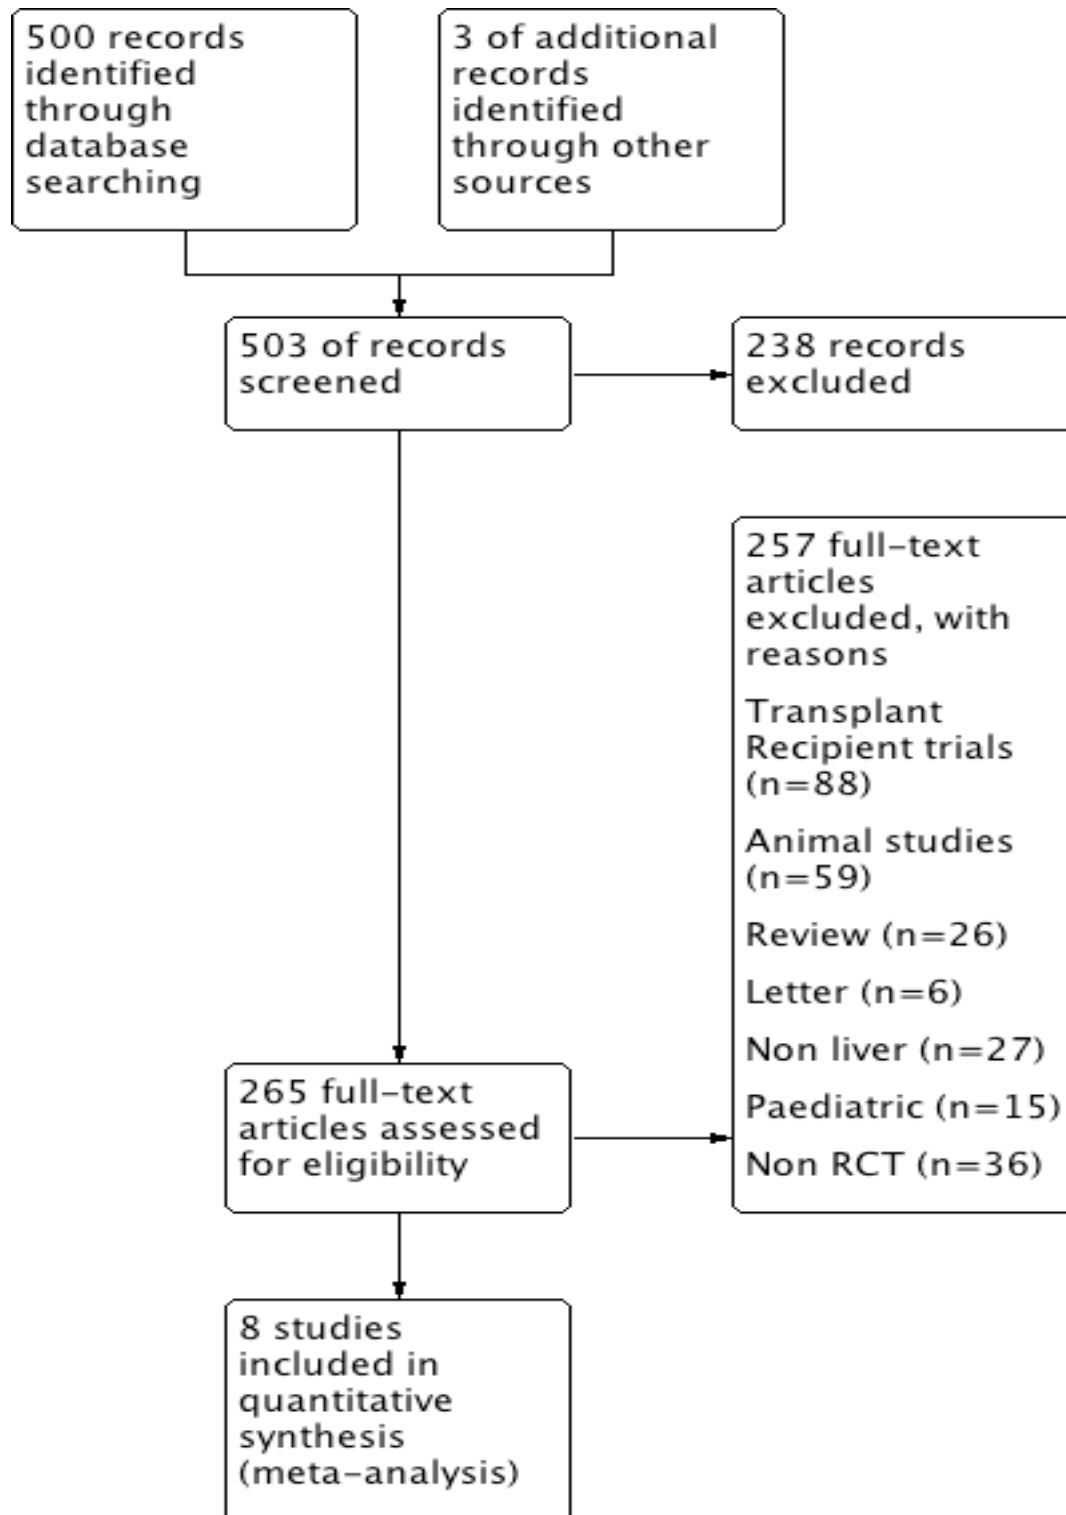 500 records
identified
through
database
searching
3 of additional
records
identified
through other
sources
503 of records
screened
238 records
excluded
257 full-text
articles
excluded, with
reasons
Transplant
Recipient trials
(n=88)
Animal studies
(n=59)
Review (n=26)
Letter (n=6)
Non liver (n=27)
Paediatric (n=15)
Non RCT (n=36)
265 full-text
articles assessed
for eligibility
8 studies
included in
quantitative
synthesis
(meta-analysis)